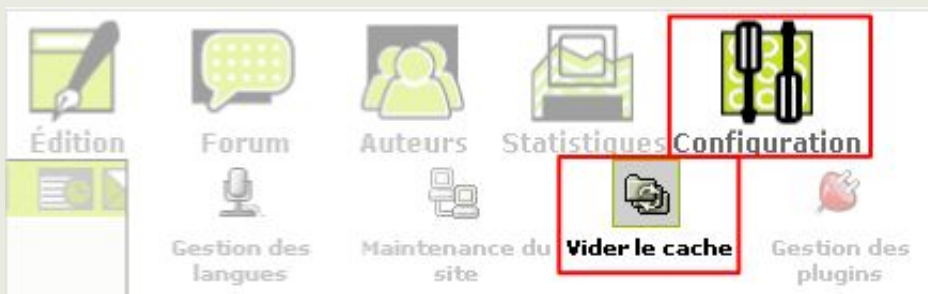 Édition Forum Auteurs Statistiques Configuration
Gestion des Maintenance du Vider le cache Gestion des
langues site plugins